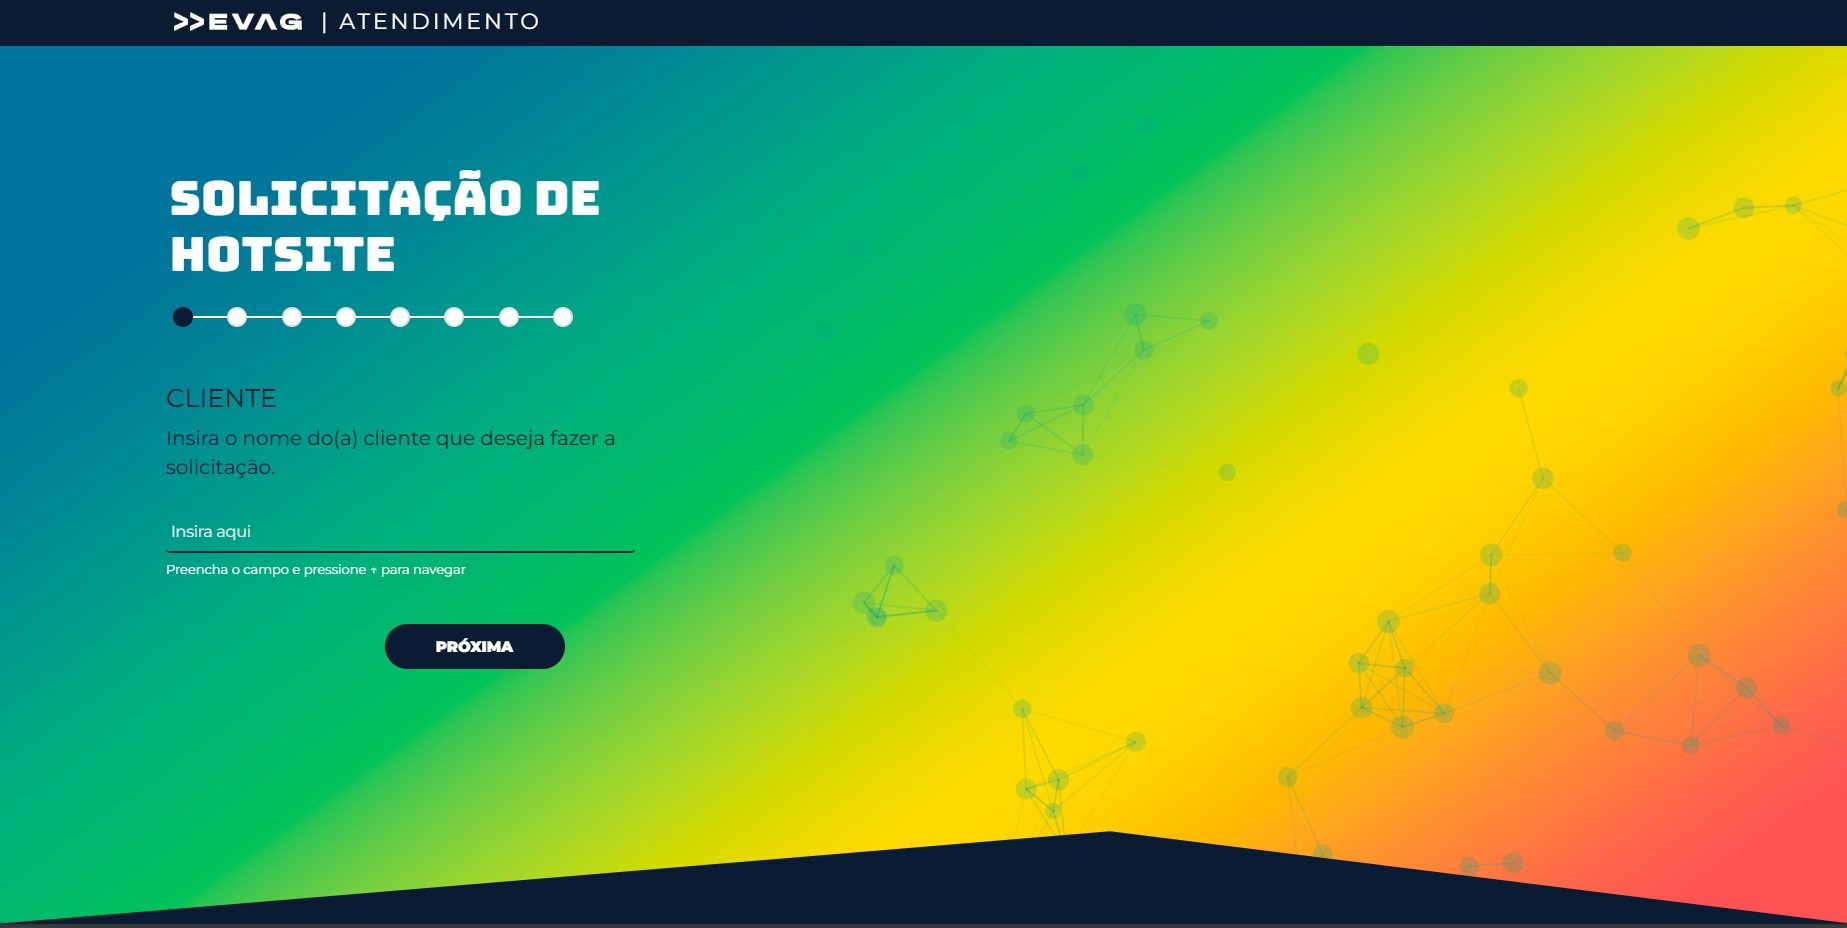 EVAG | ATENDIMENTO
SOLICITAÇÃO DE
HOTSITE
CLIENTE
Insira o nome do(a) cliente que deseja fazer a
solicitação.
Insira aqui
Preencha o campo e pressione ↑ para navegar
PRÓXIMA